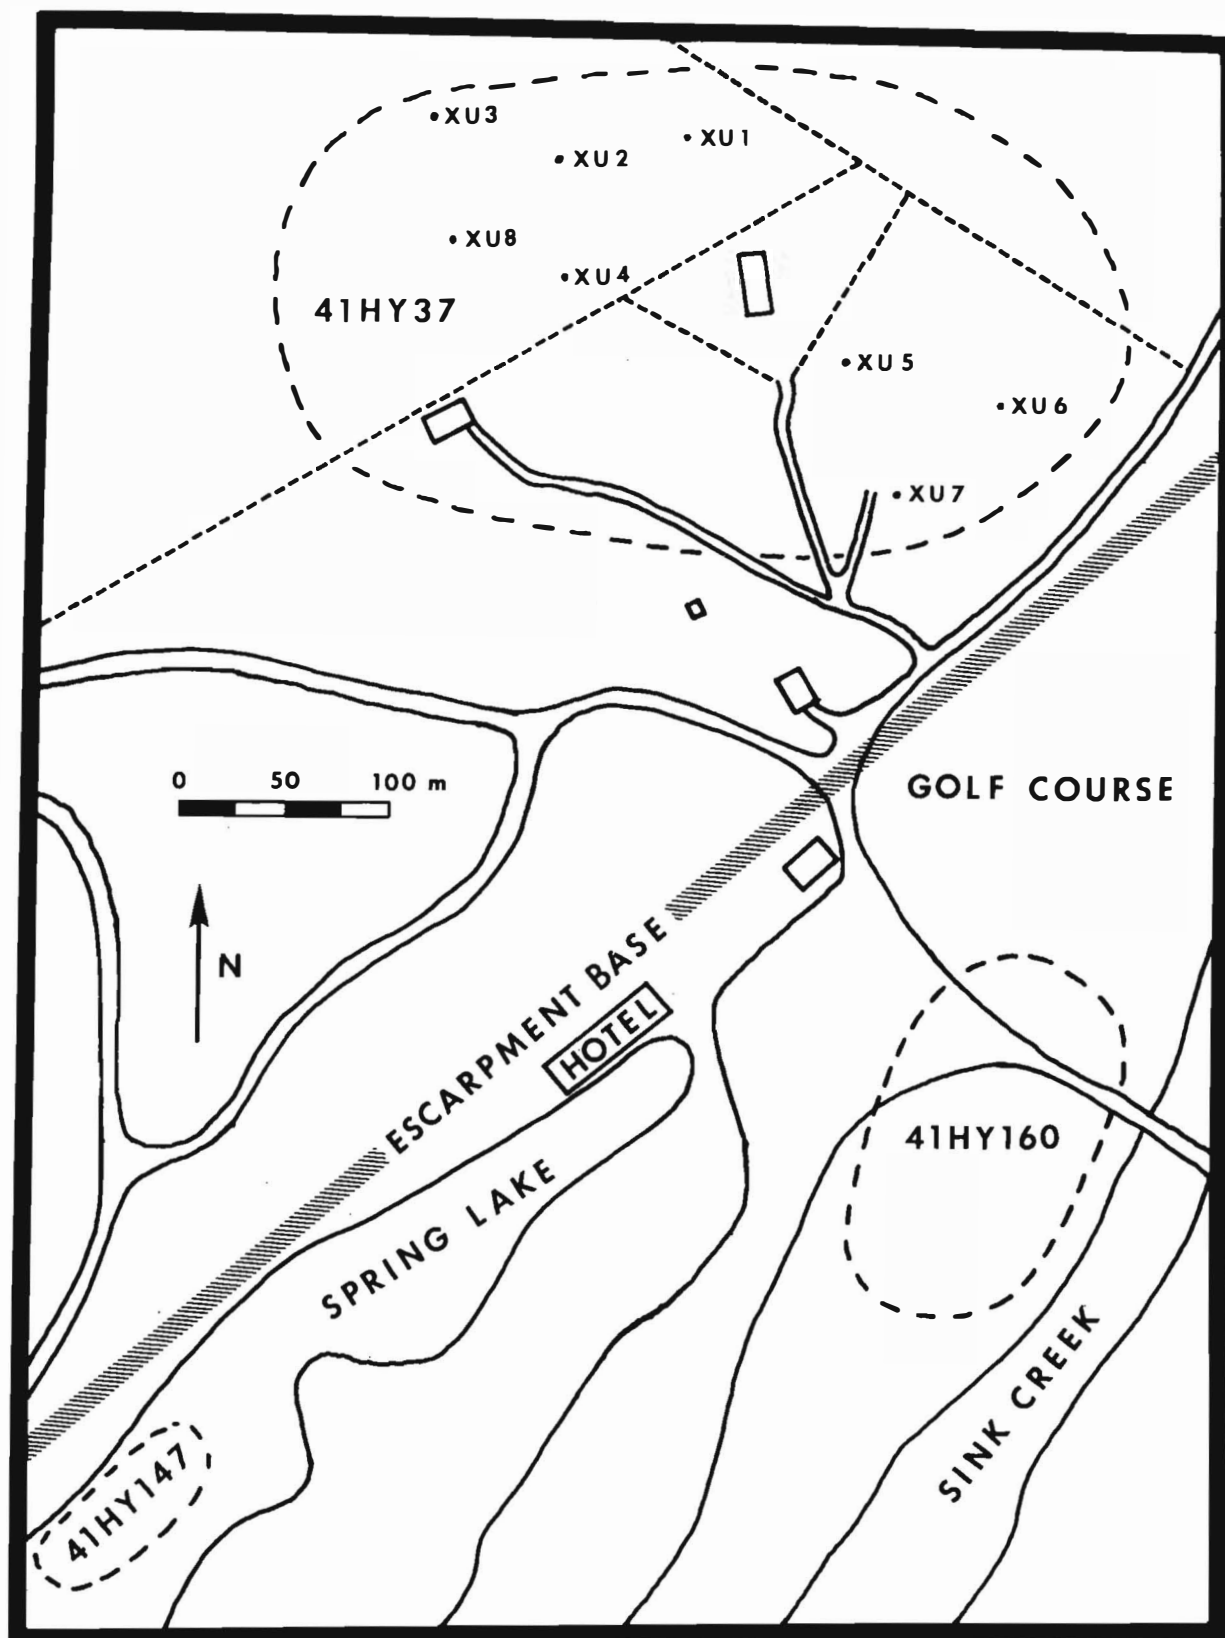 XU3
XU1
XU2
XU8
XU4
41HY37
XU5
XU6
XU7
0 50 100 m
GOLF COURSE
N
ESCARPMENT BASE
HOTEL
41HY160
SPRING LAKE
SINK CREEK
41HY147